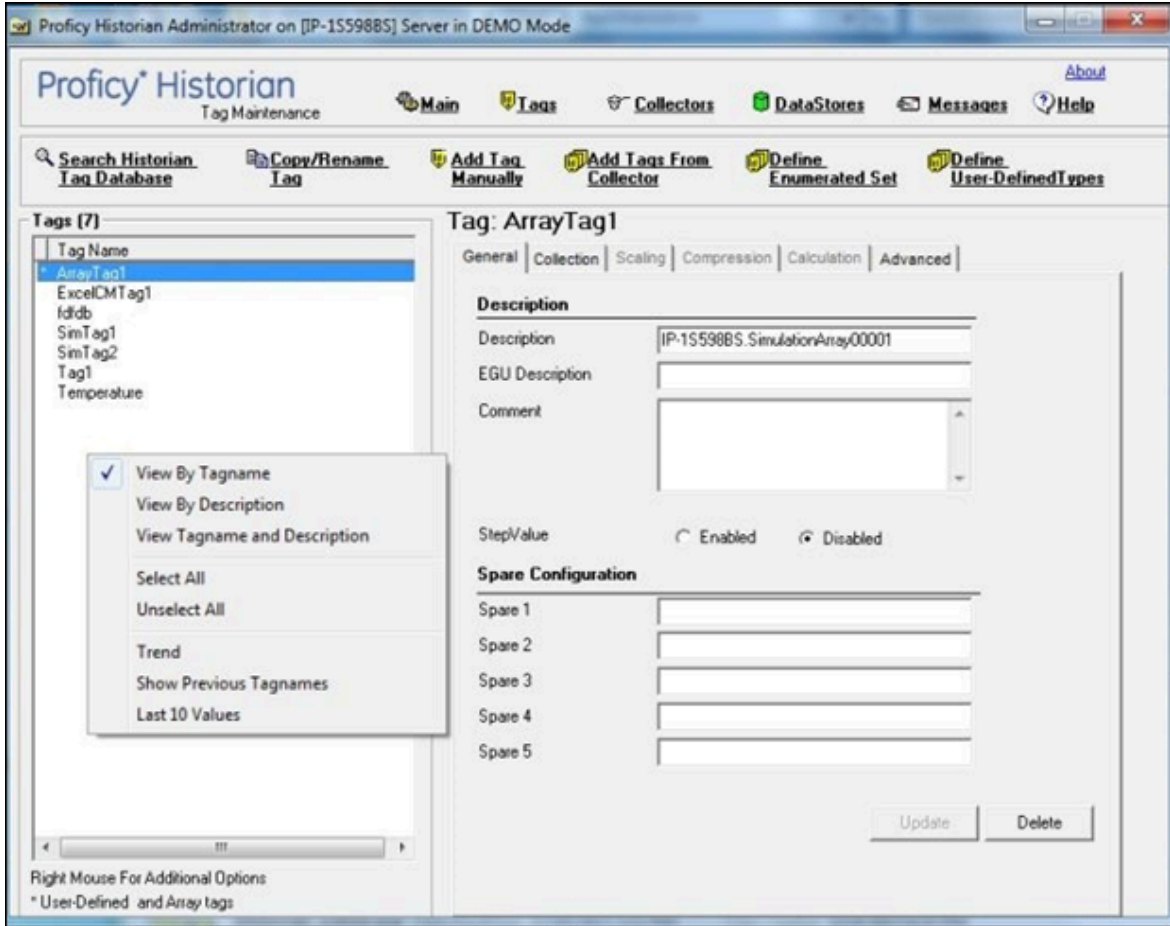 Proficy Historian Administrator on [IP-1S598BS] Server in DEMO Mode
Proficy* Historian
Tag Maintenance
About
Main Tags Collectors DataStores Messages Help
Search Historian Tag Database
Copy/Rename Tag
Add Tag Manually
Add Tags From Collector
Define Enumerated Set
Define User-DefinedTypes
Tags (7)
Tag Name
* ArrayTag1
ExcelCMTag1
fdfdb
SimTag1
SimTag2
Tag1
Temperature
View By Tagname
View By Description
View Tagname and Description
Select All
Unselect All
Trend
Show Previous Tagnames
Last 10 Values
Right Mouse For Additional Options
* User-Defined and Array tags
Tag: ArrayTag1
General Collection Scaling Compression Calculation Advanced
Description
Description IP-1S598BS.SimulationArray00001
EGU Description
Comment
StepValue Enabled Disabled
Spare Configuration
Spare 1
Spare 2
Spare 3
Spare 4
Spare 5
Update Delete